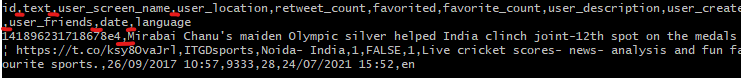 id,text,user_screen_name,user_location,retweet_count,favorited,favorite_count,user_description,user_create
,user_friends,date,language
1418962317186​78e4,Mirabai Chanu's maiden Olympic silver helped India clinch joint-12th spot on the medals
¦ https://t.co/ksy8OvaJrl,ITGDsports,Noida- India,1,FALSE,1,Live cricket scores- news- analysis and fun fa
ourite sports.,26/09/2017 10:57,9333,28,24/07/2021 15:52,en